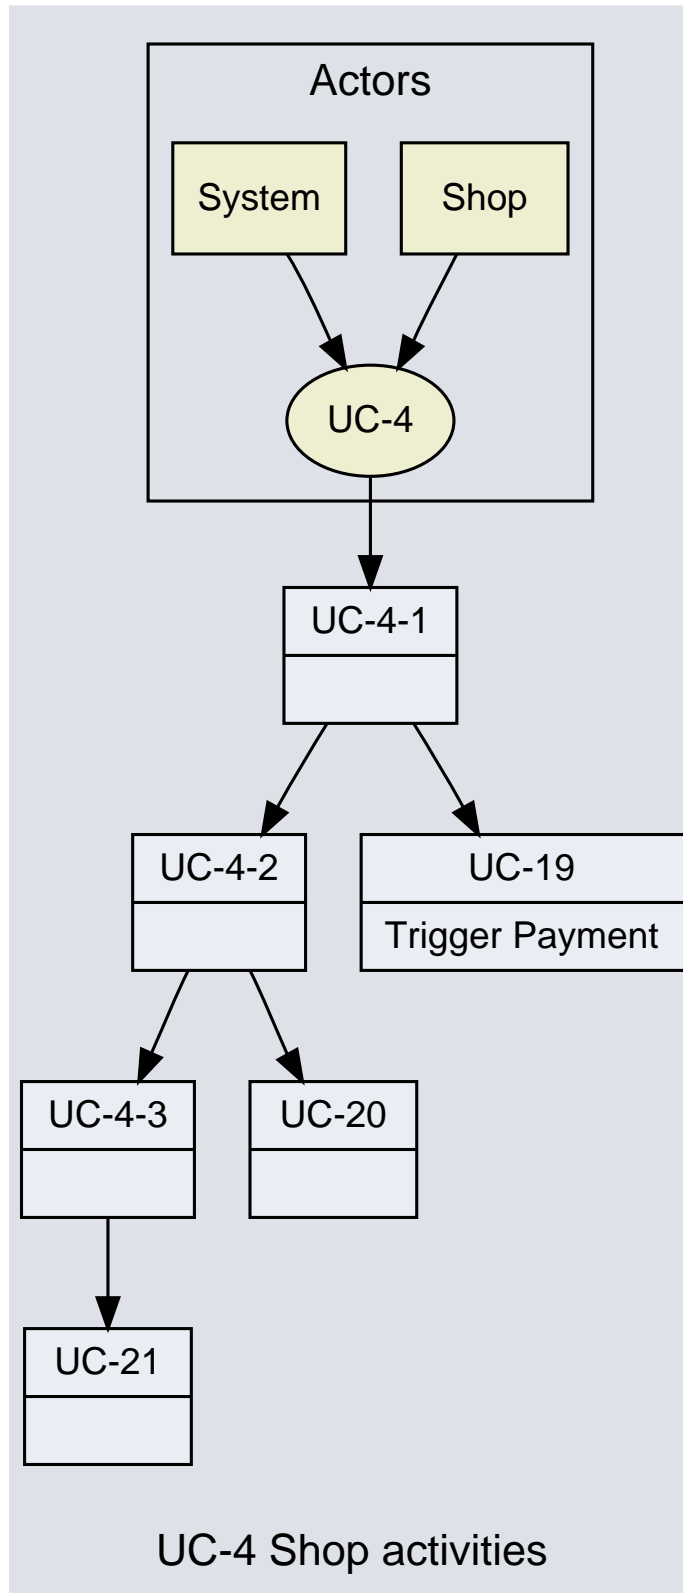 Actors
System
Shop
UC-4
UC-4-1
UC-4-2
UC-19
Trigger Payment
UC-4-3
UC-20
UC-21
UC-4 Shop activities